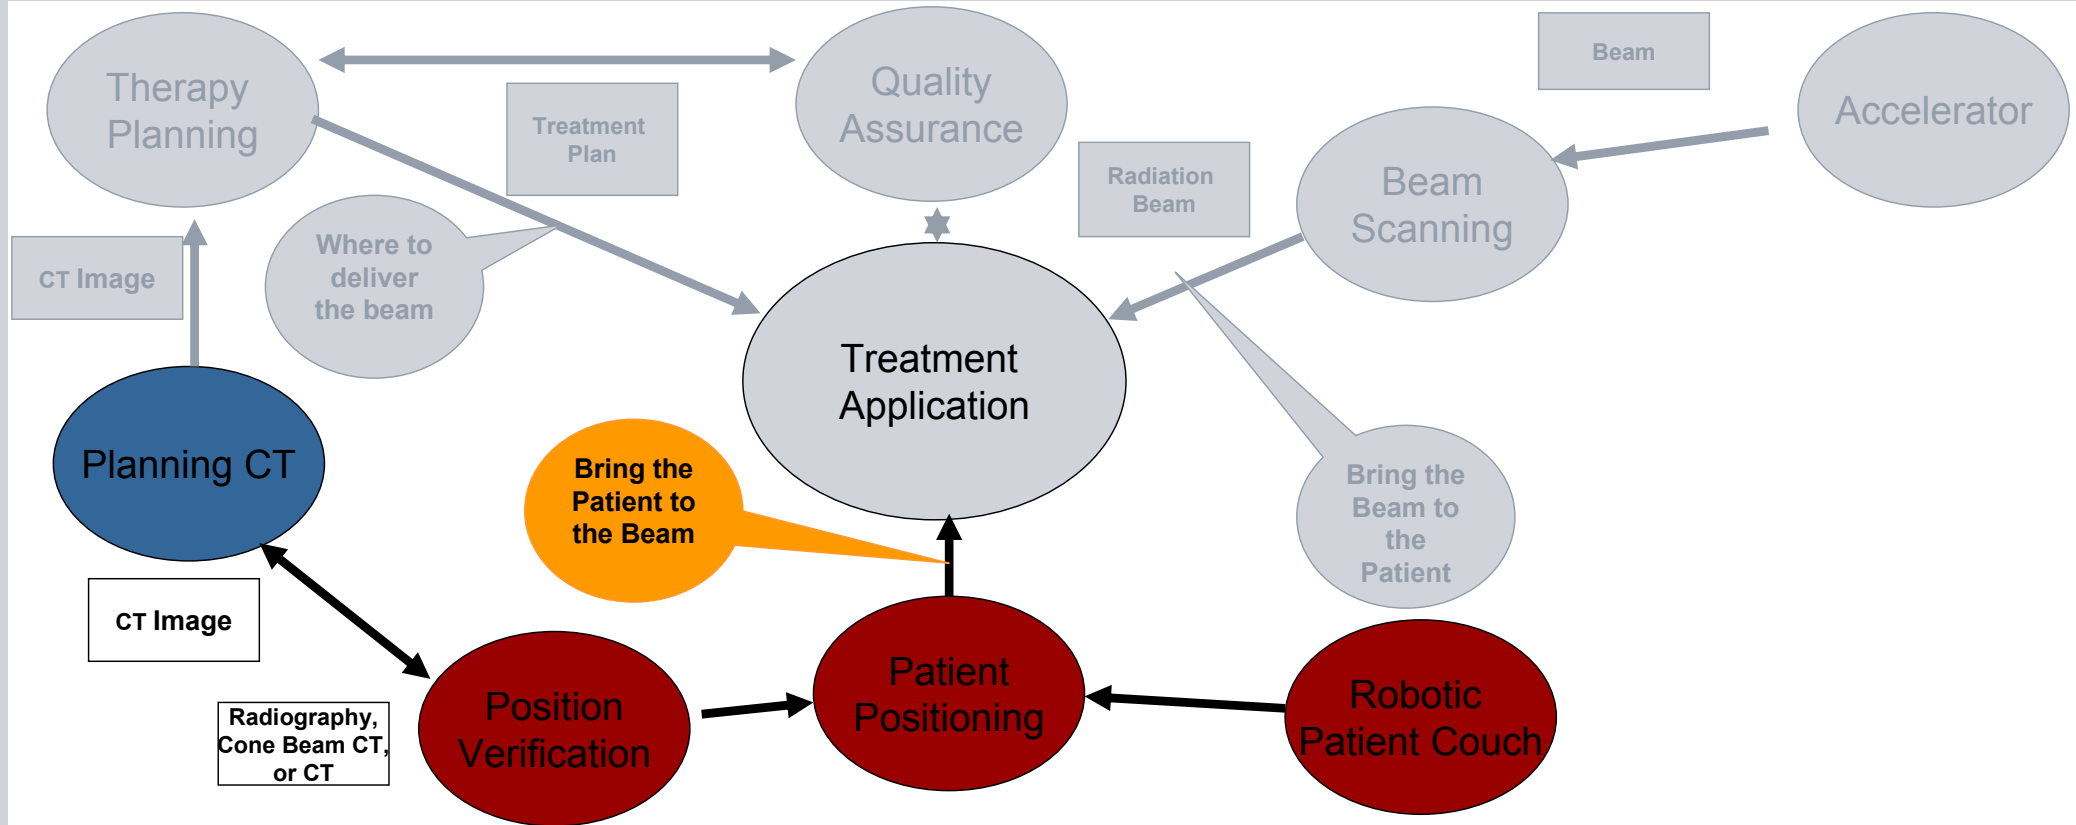 Therapy
Planning
Treatment
Plan
Quality
Assurance
Beam
Accelerator
Radiation
Beam
Beam
Scanning
CT Image
Where to
deliver
the beam
Treatment
Application
Planning CT
Bring the
Patient to
the Beam
Bring the
Beam to
the
Patient
CT Image
Radiography,
Cone Beam CT,
or CT
Position
Verification
Patient
Positioning
Robotic
Patient Couch